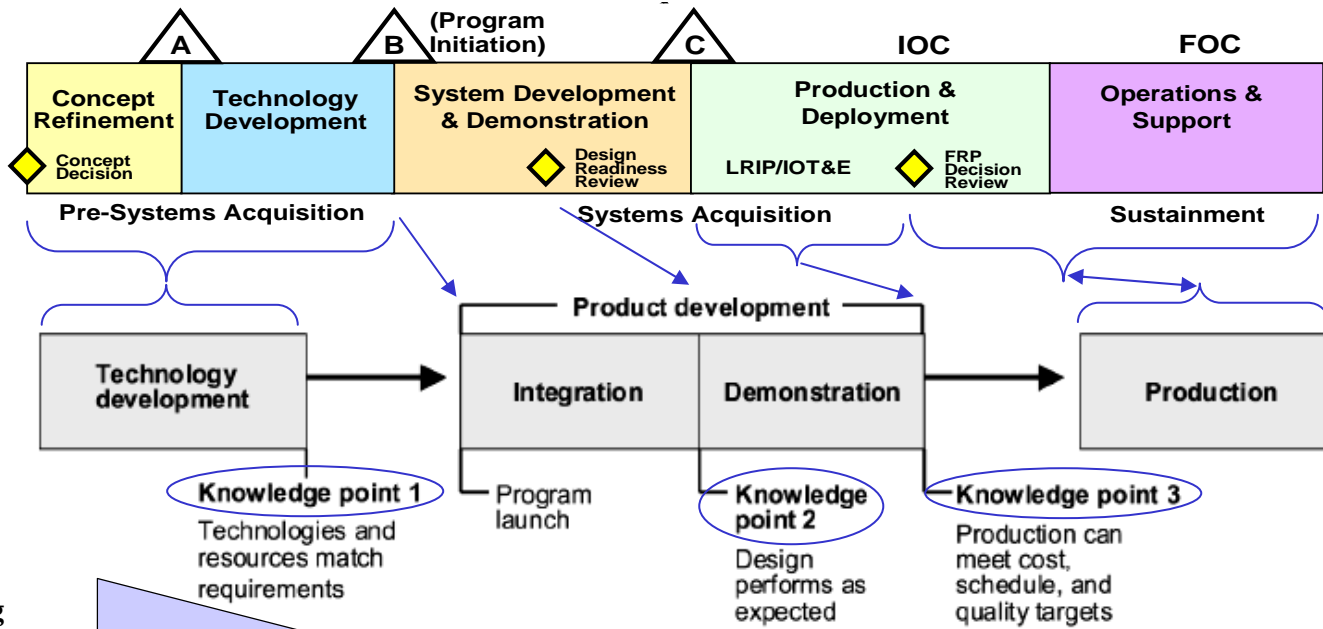 (Program
Initiation)
A
B
C
IOC
FOC
Concept
Refinement
Technology
Development
System Development
& Demonstration
Production &
Deployment
Operations &
Support
Concept
Decision
Design
Readiness
Review
LRIP/IOT&E
FRP
Decision
Review
Pre-Systems Acquisition
Systems Acquisition
Sustainment
Product development
Technology
development
Integration
Demonstration
Production
Knowledge point 1
Technologies and
resources match
requirements
Program
launch
Knowledge
point 2
Design
performs as
expected
Knowledge point 3
Production can
meet cost,
schedule, and
quality targets